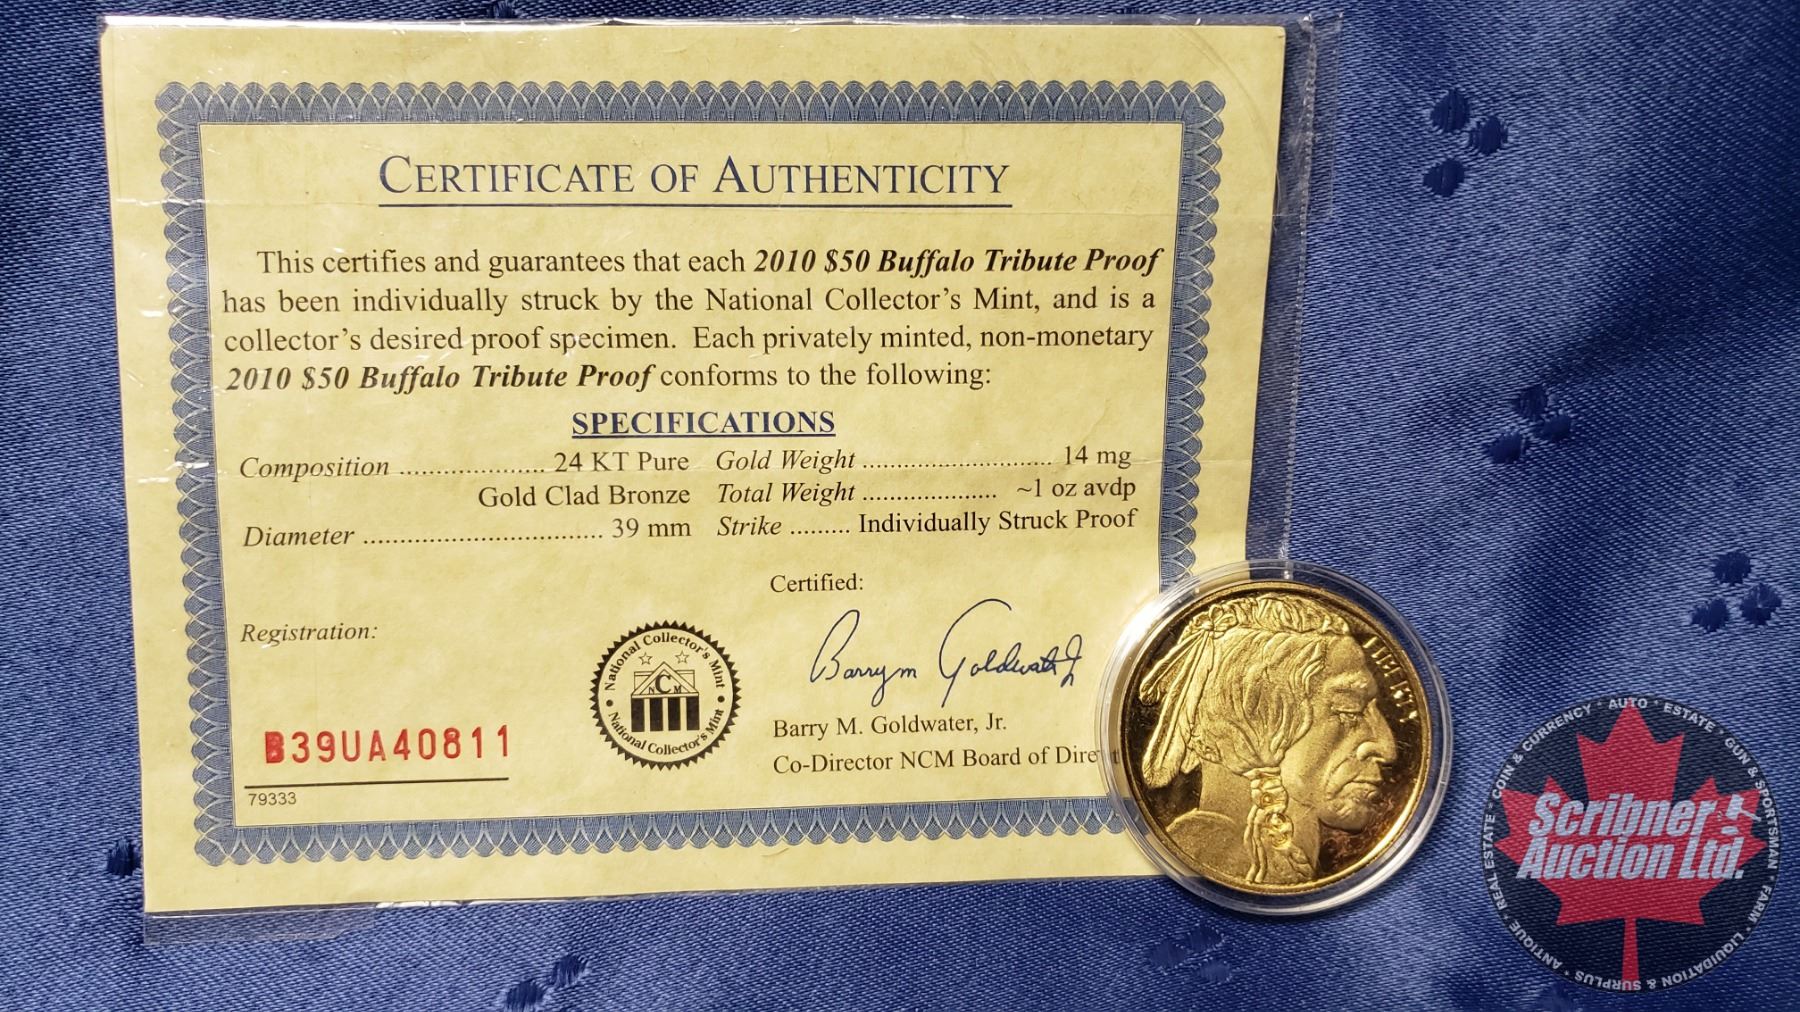 CERTIFICATE OF AUTHENTICITY
This certifies and guarantees that each 2010 $50 Buffalo Tribute Proof
has been individually struck by the National Collector's Mint, and is a
collector's desired proof specimen. Each privately minted, non-monetary
2010 $50 Buffalo Tribute Proof conforms to the following:
SPECIFICATIONS
Composition ..................... 24 KT Pure
Gold Clad Bronze
Diameter ................................. 39 mm
Gold Weight ............................ 14 mg
Total Weight .................... ~1 oz avdp
Strike ......... Individually Struck Proof
Certified:
Registration:
B39UA40811
79333
National Collector's Mint
NCM
National Collector's Mint
Barry M Goldwater Jr
Barry M. Goldwater, Jr.
Co-Director NCM Board of Direct
LIBERTY
Scribner
Auction Ltd.
REAL ESTATE • COIN & CURRENCY • AUTO • ESTATE • GUN & SPORTSMAN • FARM • LIQUIDATION & SURPLUS • ANTIQUE •